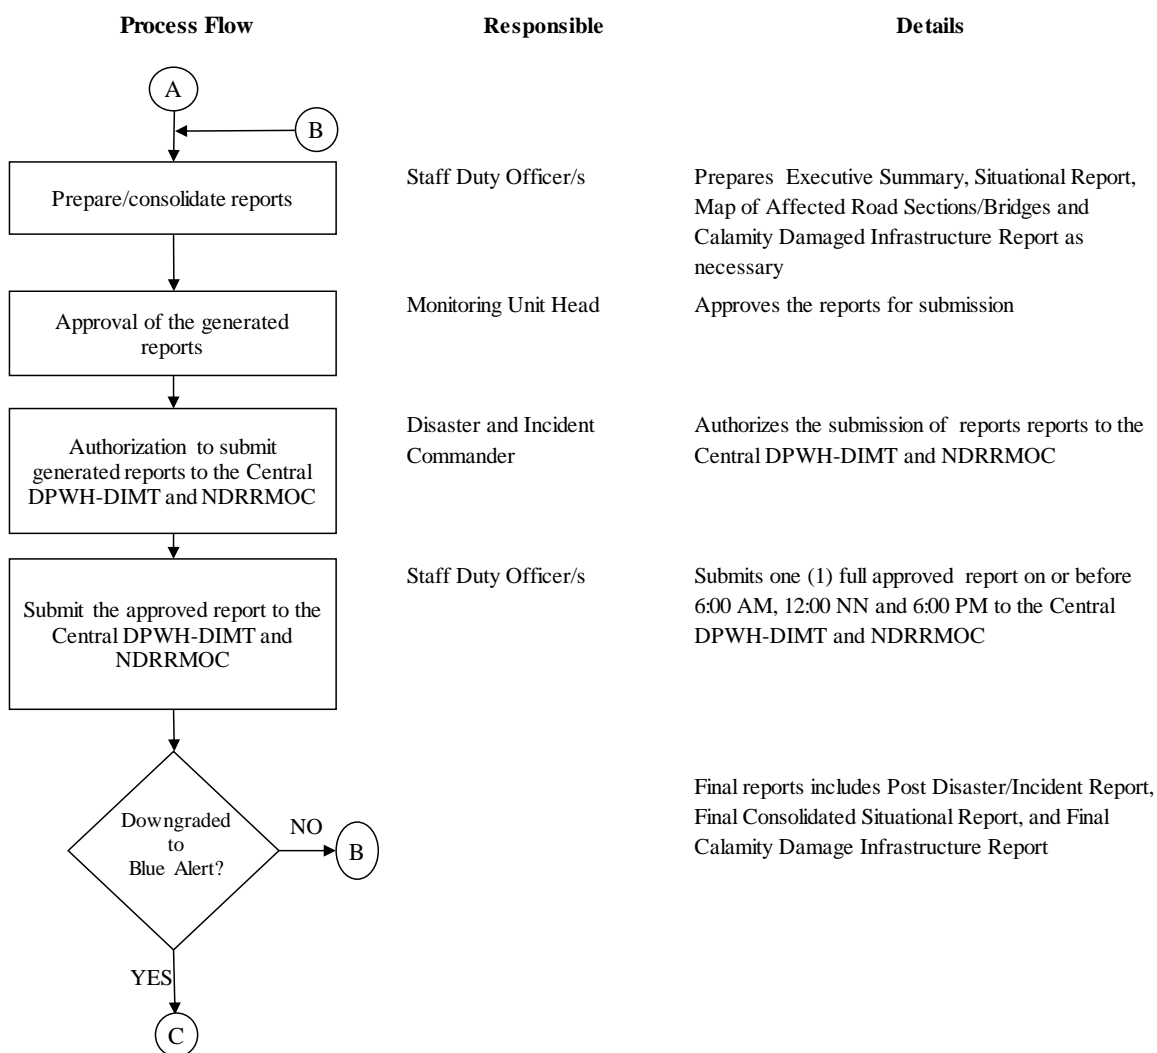 Process Flow
Responsible
Details
A
B
Prepare/consolidate reports
Staff Duty Officer/s
Prepares Executive Summary, Situational Report,
Map of Affected Road Sections/Bridges and
Calamity Damaged Infrastructure Report as
necessary
Approval of the generated
reports
Monitoring Unit Head
Approves the reports for submission
Authorization to submit
generated reports to the Central
DPWH-DIMT and NDRRMOC
Disaster and Incident
Commander
Authorizes the submission of reports reports to the
Central DPWH-DIMT and NDRRMOC
Submit the approved report to the
Central DPWH-DIMT and
NDRRMOC
Staff Duty Officer/s
Submits one (1) full approved report on or before
6:00 AM, 12:00 NN and 6:00 PM to the Central
DPWH-DIMT and NDRRMOC
Downgraded
to
Blue Alert?
NO
B
Final reports includes Post Disaster/Incident Report,
Final Consolidated Situational Report, and Final
Calamity Damage Infrastructure Report
YES
C